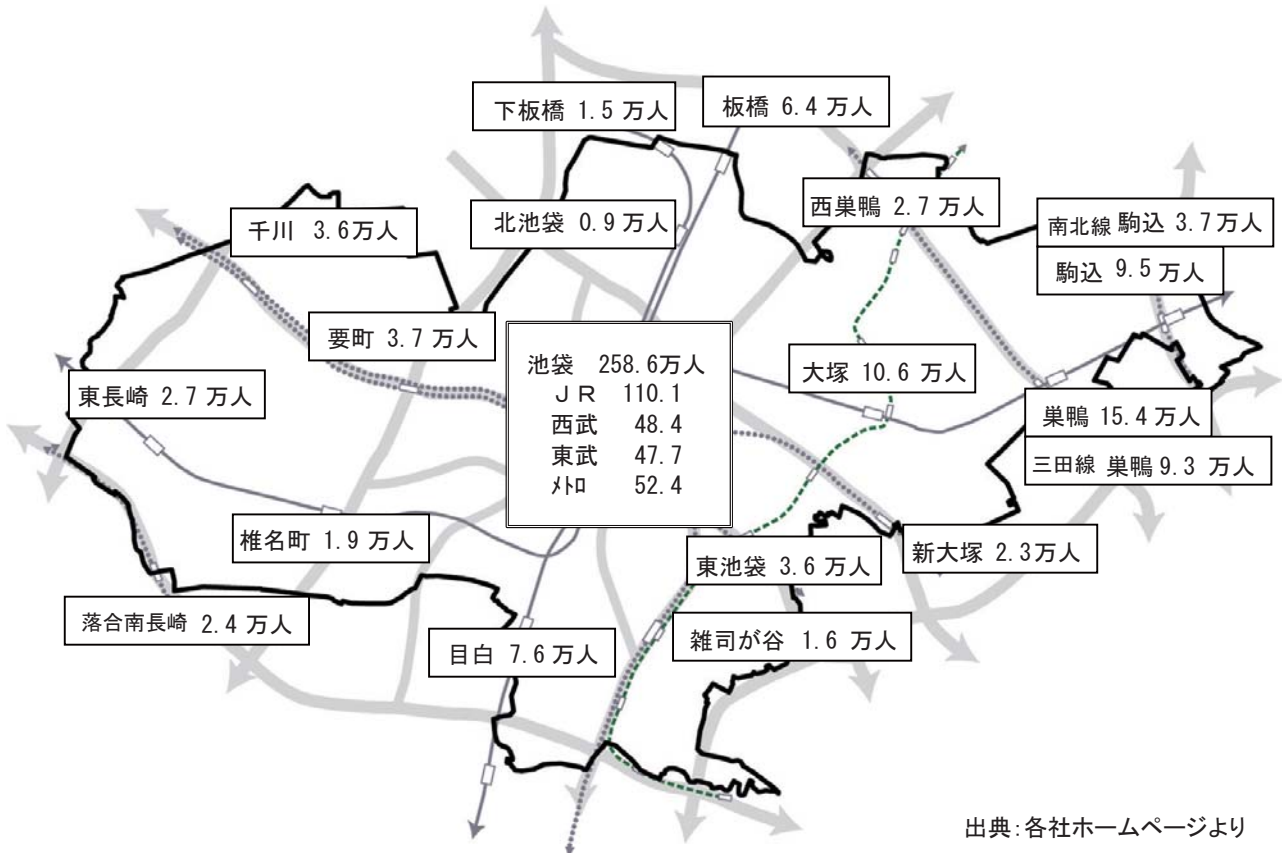 下板橋 1.5 万人
板橋 6.4 万人
西巣鴨 2.7 万人
千川 3.6万人
北池袋 0.9 万人
南北線 駒込 3.7 万人
駒込 9.5 万人
要町 3.7 万人
池袋 258.6万人
ＪＲ 110.1
西武 48.4
東武 47.7
ﾒﾄﾛ 52.4
大塚 10.6 万人
東長崎 2.7 万人
巣鴨 15.4 万人
三田線 巣鴨 9.3 万人
椎名町 1.9 万人
東池袋 3.6 万人
新大塚 2.3万人
落合南長崎 2.4 万人
目白 7.6 万人
雑司が谷 1.6 万人
出典：各社ホームページより